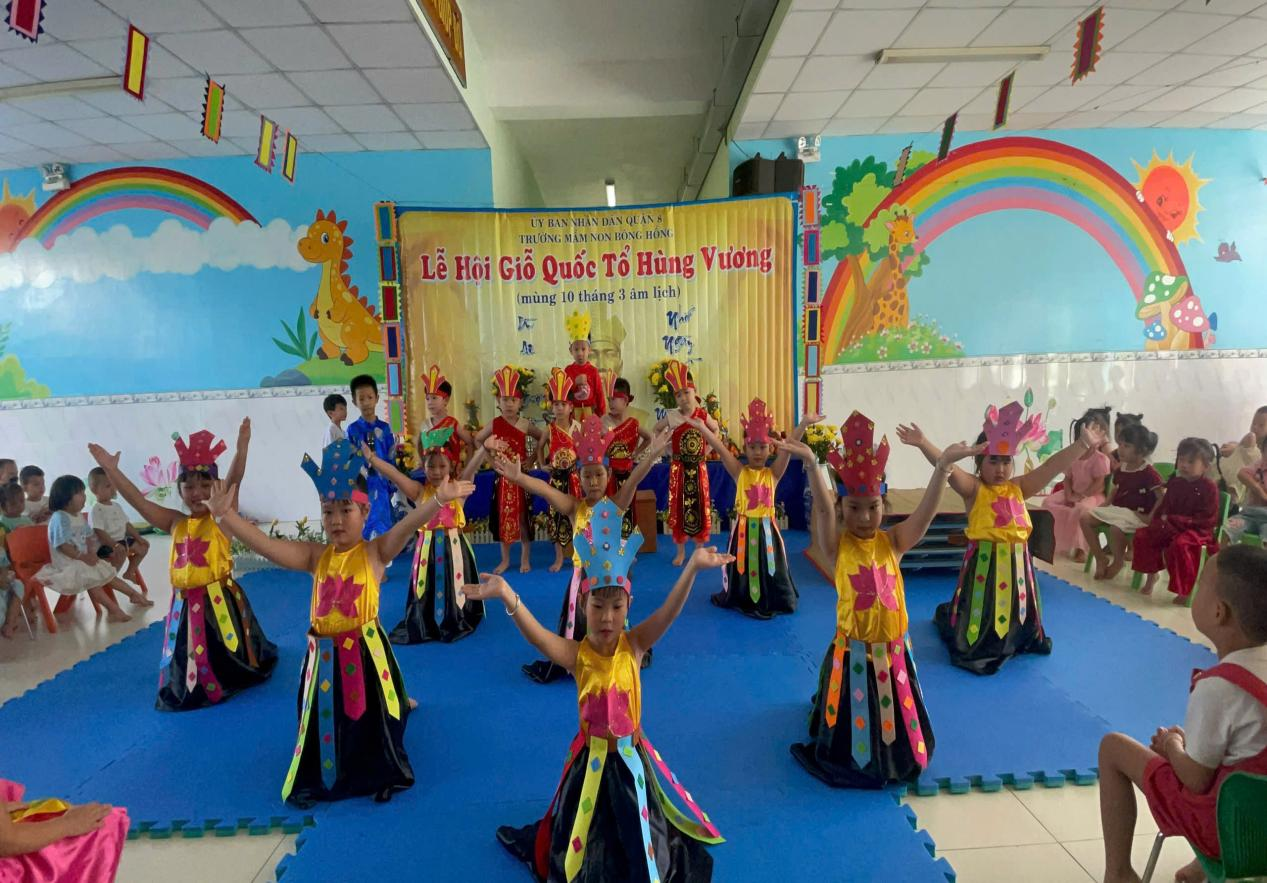 ỦY BAN NHÂN DÂN QUẬN 8
TRƯỜNG MẦM NON BÔNG HỒNG
Lễ Hội Giỗ Quốc Tổ Hùng Vương
(mùng 10 tháng 3 âm lịch)